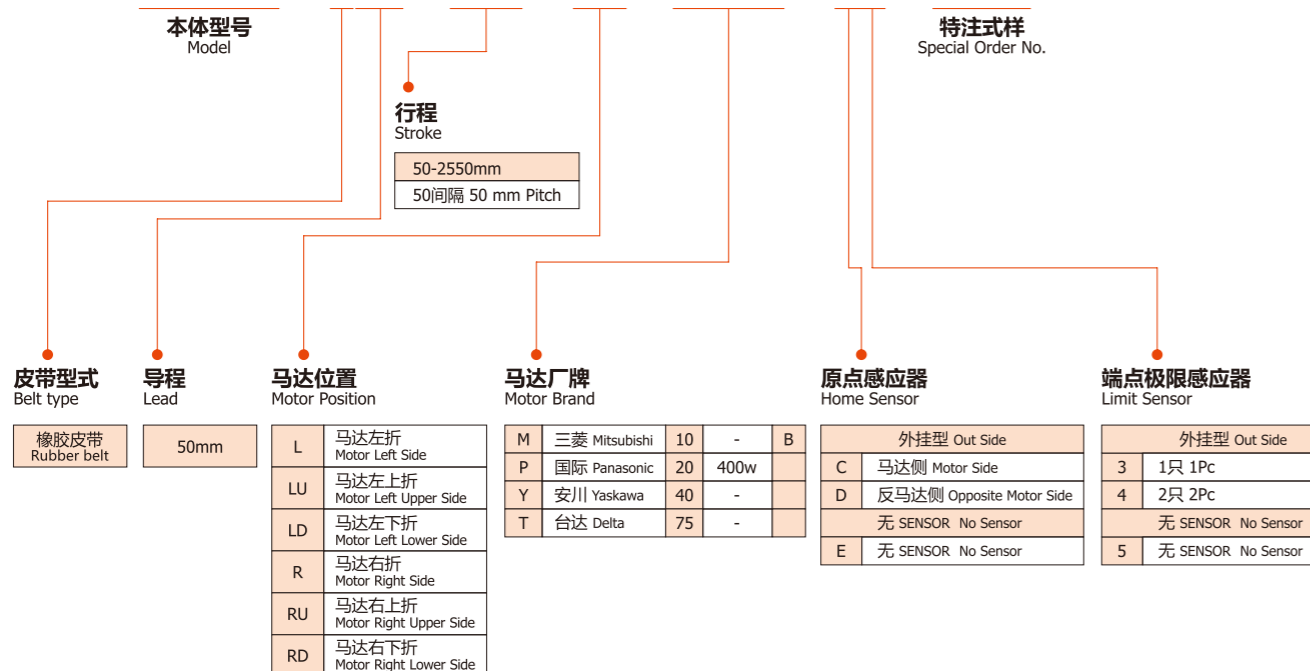 本体型号
Model
特注式样
Special Order No.
行程
Stroke
50-2550mm
50间隔 50 mm Pitch
皮带型式
Belt type
橡胶皮带
Rubber belt
导程
Lead
50mm
马达位置
Motor Position
L 马达左折
Motor Left Side
LU 马达左上折
Motor Left Upper Side
LD 马达左下折
Motor Left Lower Side
R 马达右折
Motor Right Side
RU 马达右上折
Motor Right Upper Side
RD 马达右下折
Motor Right Lower Side
马达厂牌
Motor Brand
M 三菱 Mitsubishi 10 - B
P 国际 Panasonic 20 400w
Y 安川 Yaskawa 40 -
T 台达 Delta 75 -
原点感应器
Home Sensor
外挂型 Out Side
C 马达侧 Motor Side
D 反马达侧 Opposite Motor Side
无 SENSOR No Sensor
E 无 SENSOR No Sensor
端点极限感应器
Limit Sensor
外挂型 Out Side
3 1只 1Pc
4 2只 2Pc
无 SENSOR No Sensor
5 无 SENSOR No Sensor